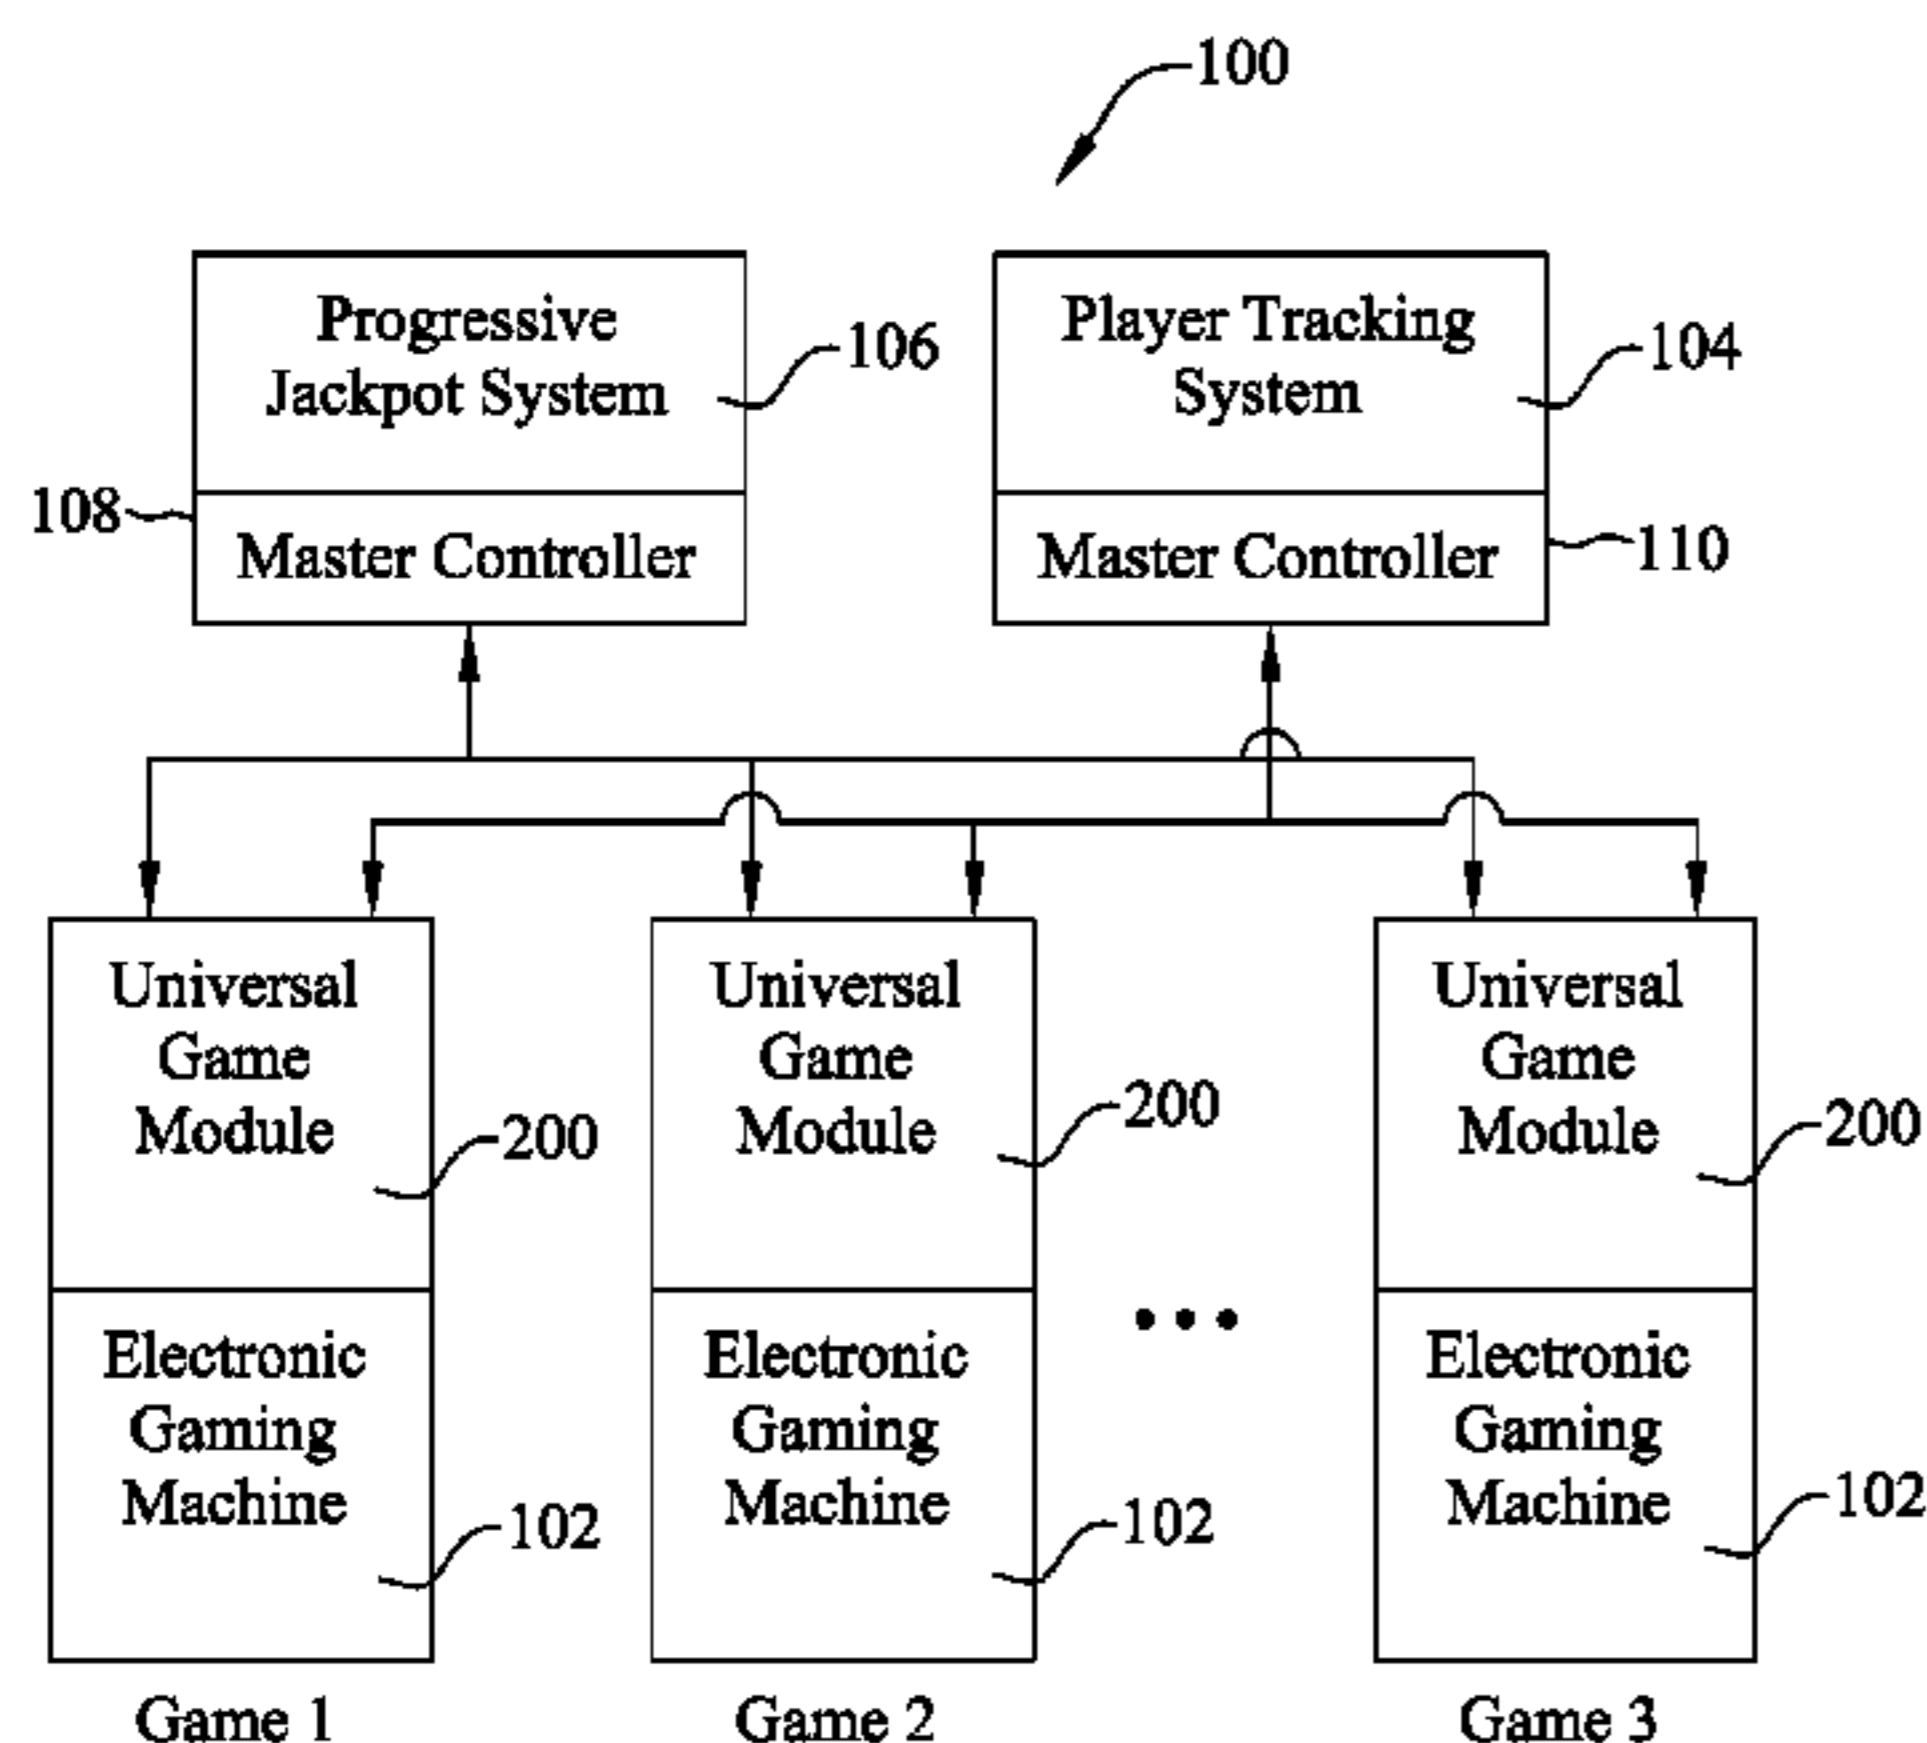 100
Progressive
Jackpot System
106
Player Tracking
System
104
108
Master Controller
Master Controller
110
Universal
Game
Module
200
Universal
Game
Module
200
Universal
Game
Module
200
Electronic
Gaming
Machine
102
Electronic
Gaming
Machine
102
Electronic
Gaming
Machine
102
Game 1
Game 2
Game 3